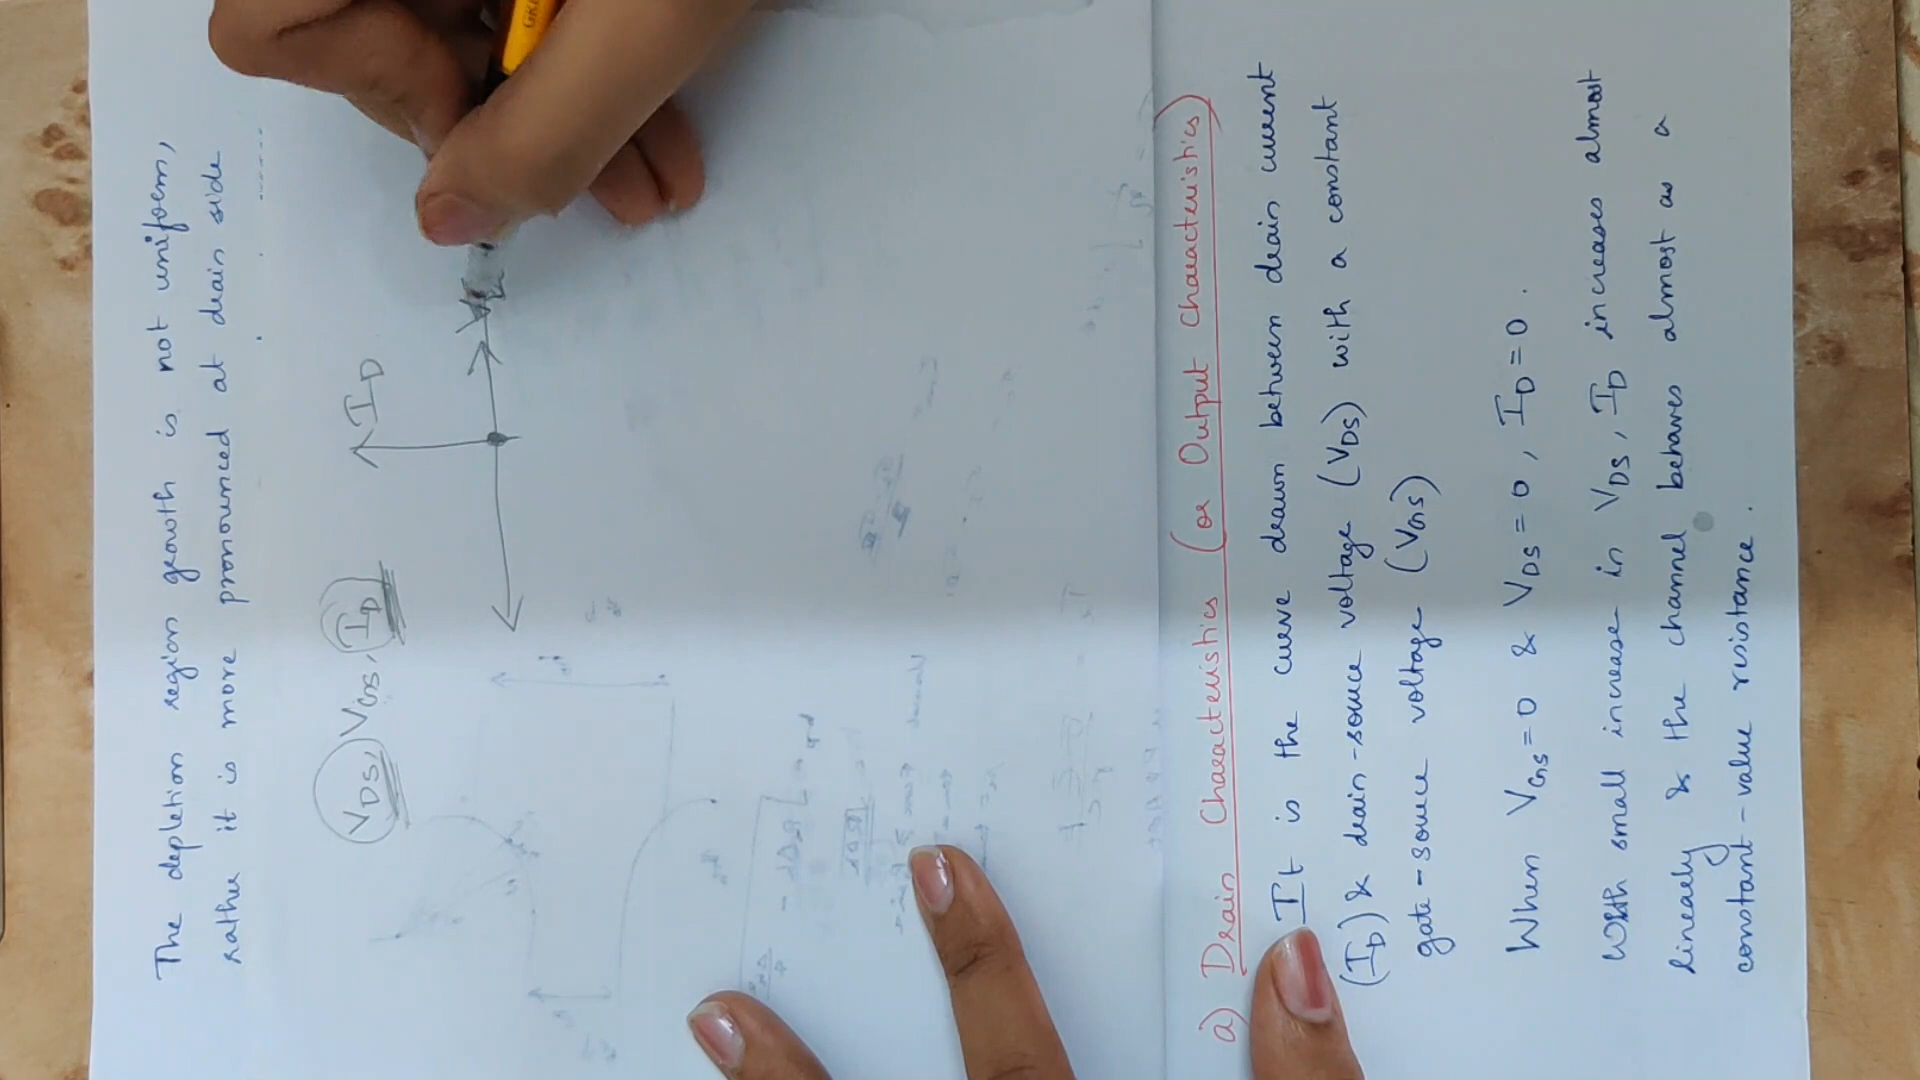 The depletion region growth is not uniform,
rathe it is more pronounced at drain side
VDS, VGS, ID
ID
a) Drain Characteristics (or Output Characteristics)
It is the curve drawn between drain current
(ID) & drain-source voltage (VDS) with a constant
gate-source voltage (VGS)
When VGS = 0 & VDS = 0, ID = 0.
With small increase in VDS, ID increases almost
linearly & the channel behaves almost as a
constant-value resistance.